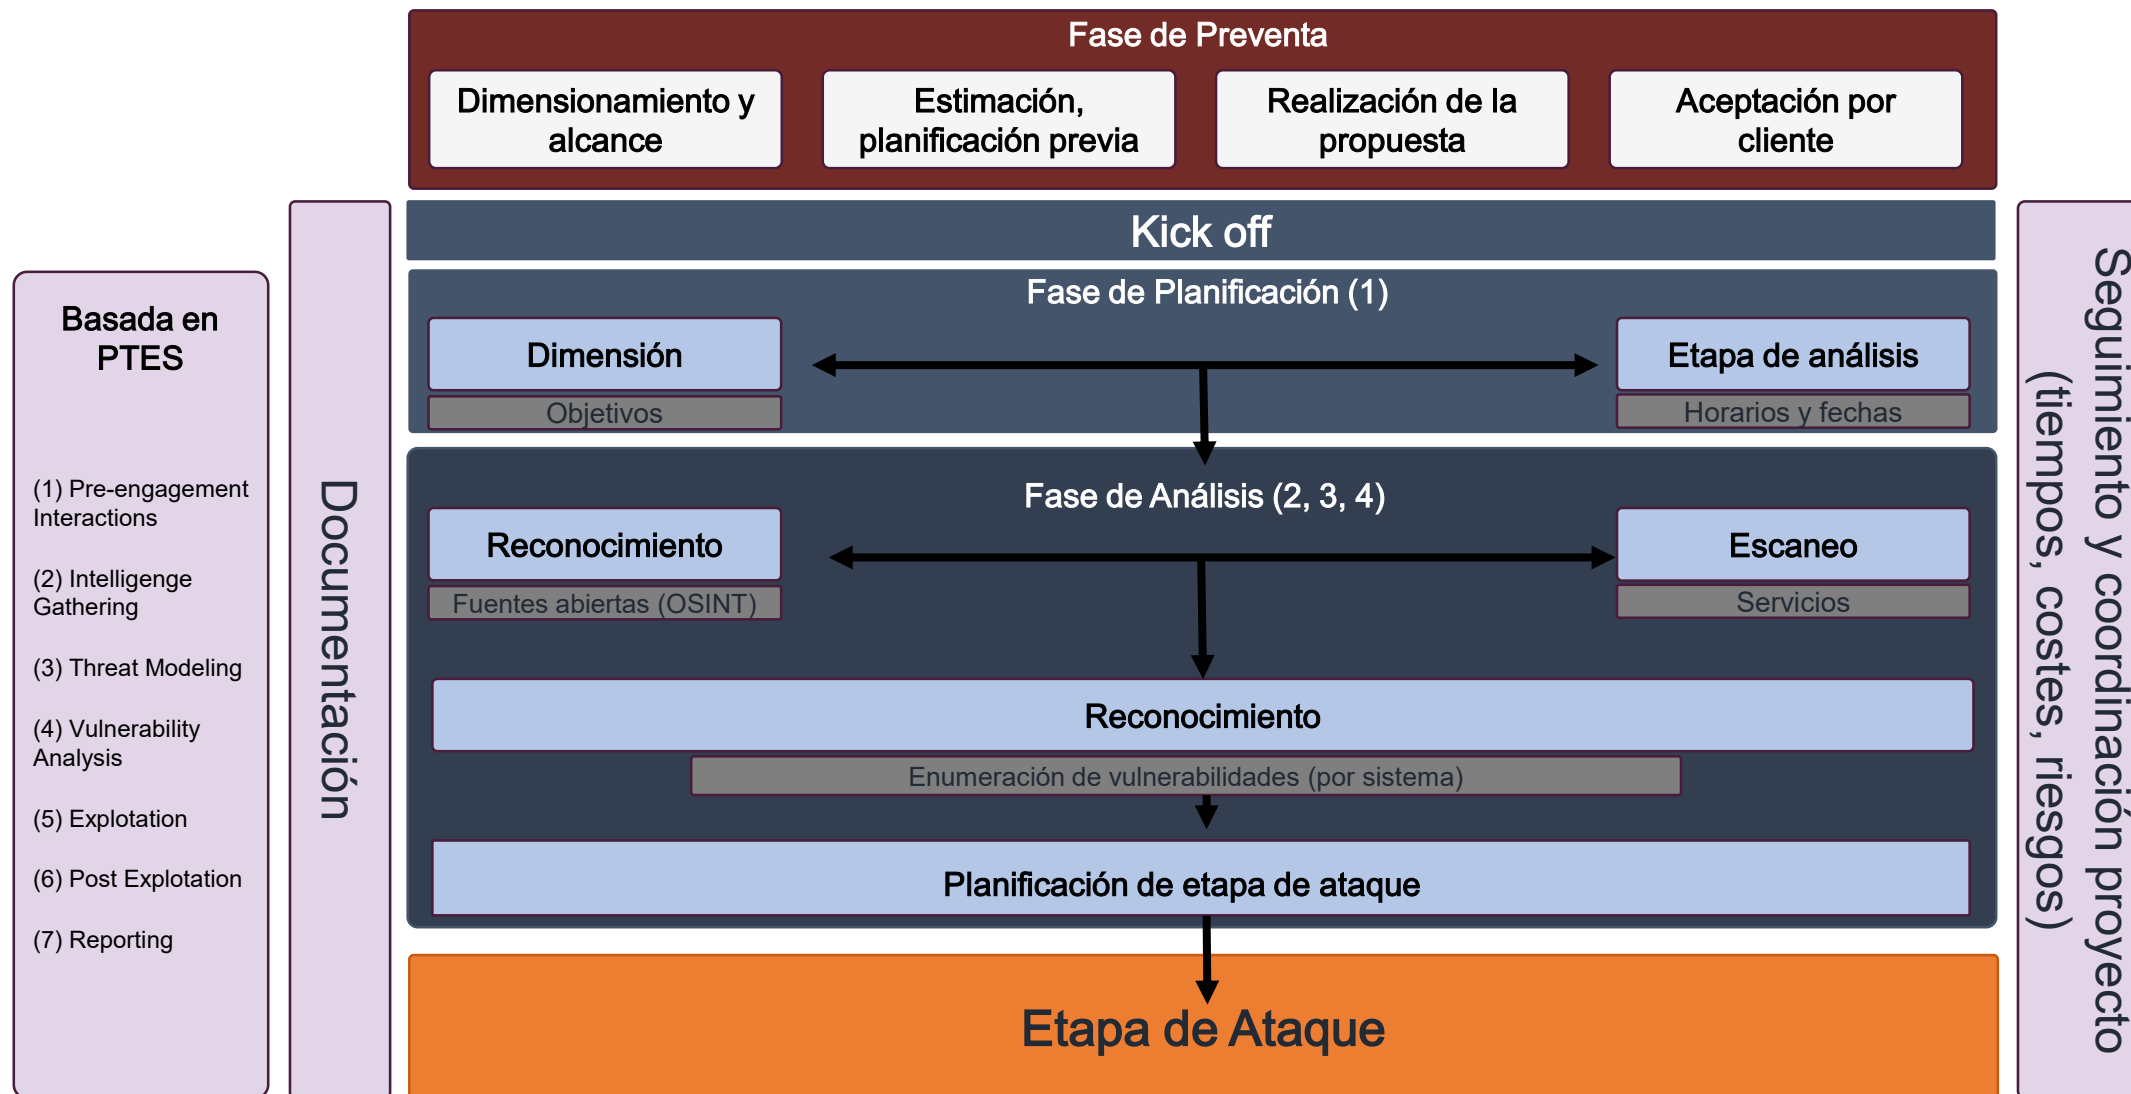 Fase de Preventa
Dimensionamiento y
alcance
Estimación,
planificación previa
Realización de la
propuesta
Aceptación por
cliente
Kick off
Fase de Planificación (1)
Dimensión
Objetivos
Etapa de análisis
Horarios y fechas
Fase de Análisis (2, 3, 4)
Reconocimiento
Fuentes abiertas (OSINT)
Escaneo
Servicios
Reconocimiento
Enumeración de vulnerabilidades (por sistema)
Planificación de etapa de ataque
Etapa de Ataque
Basada en
PTES
(1) Pre-engagement
Interactions
(2) Intelligenge
Gathering
(3) Threat Modeling
(4) Vulnerability
Analysis
(5) Explotation
(6) Post Explotation
(7) Reporting
Documentación
Seguimiento y coordinación proyecto
(tiempos, costes, riesgos)